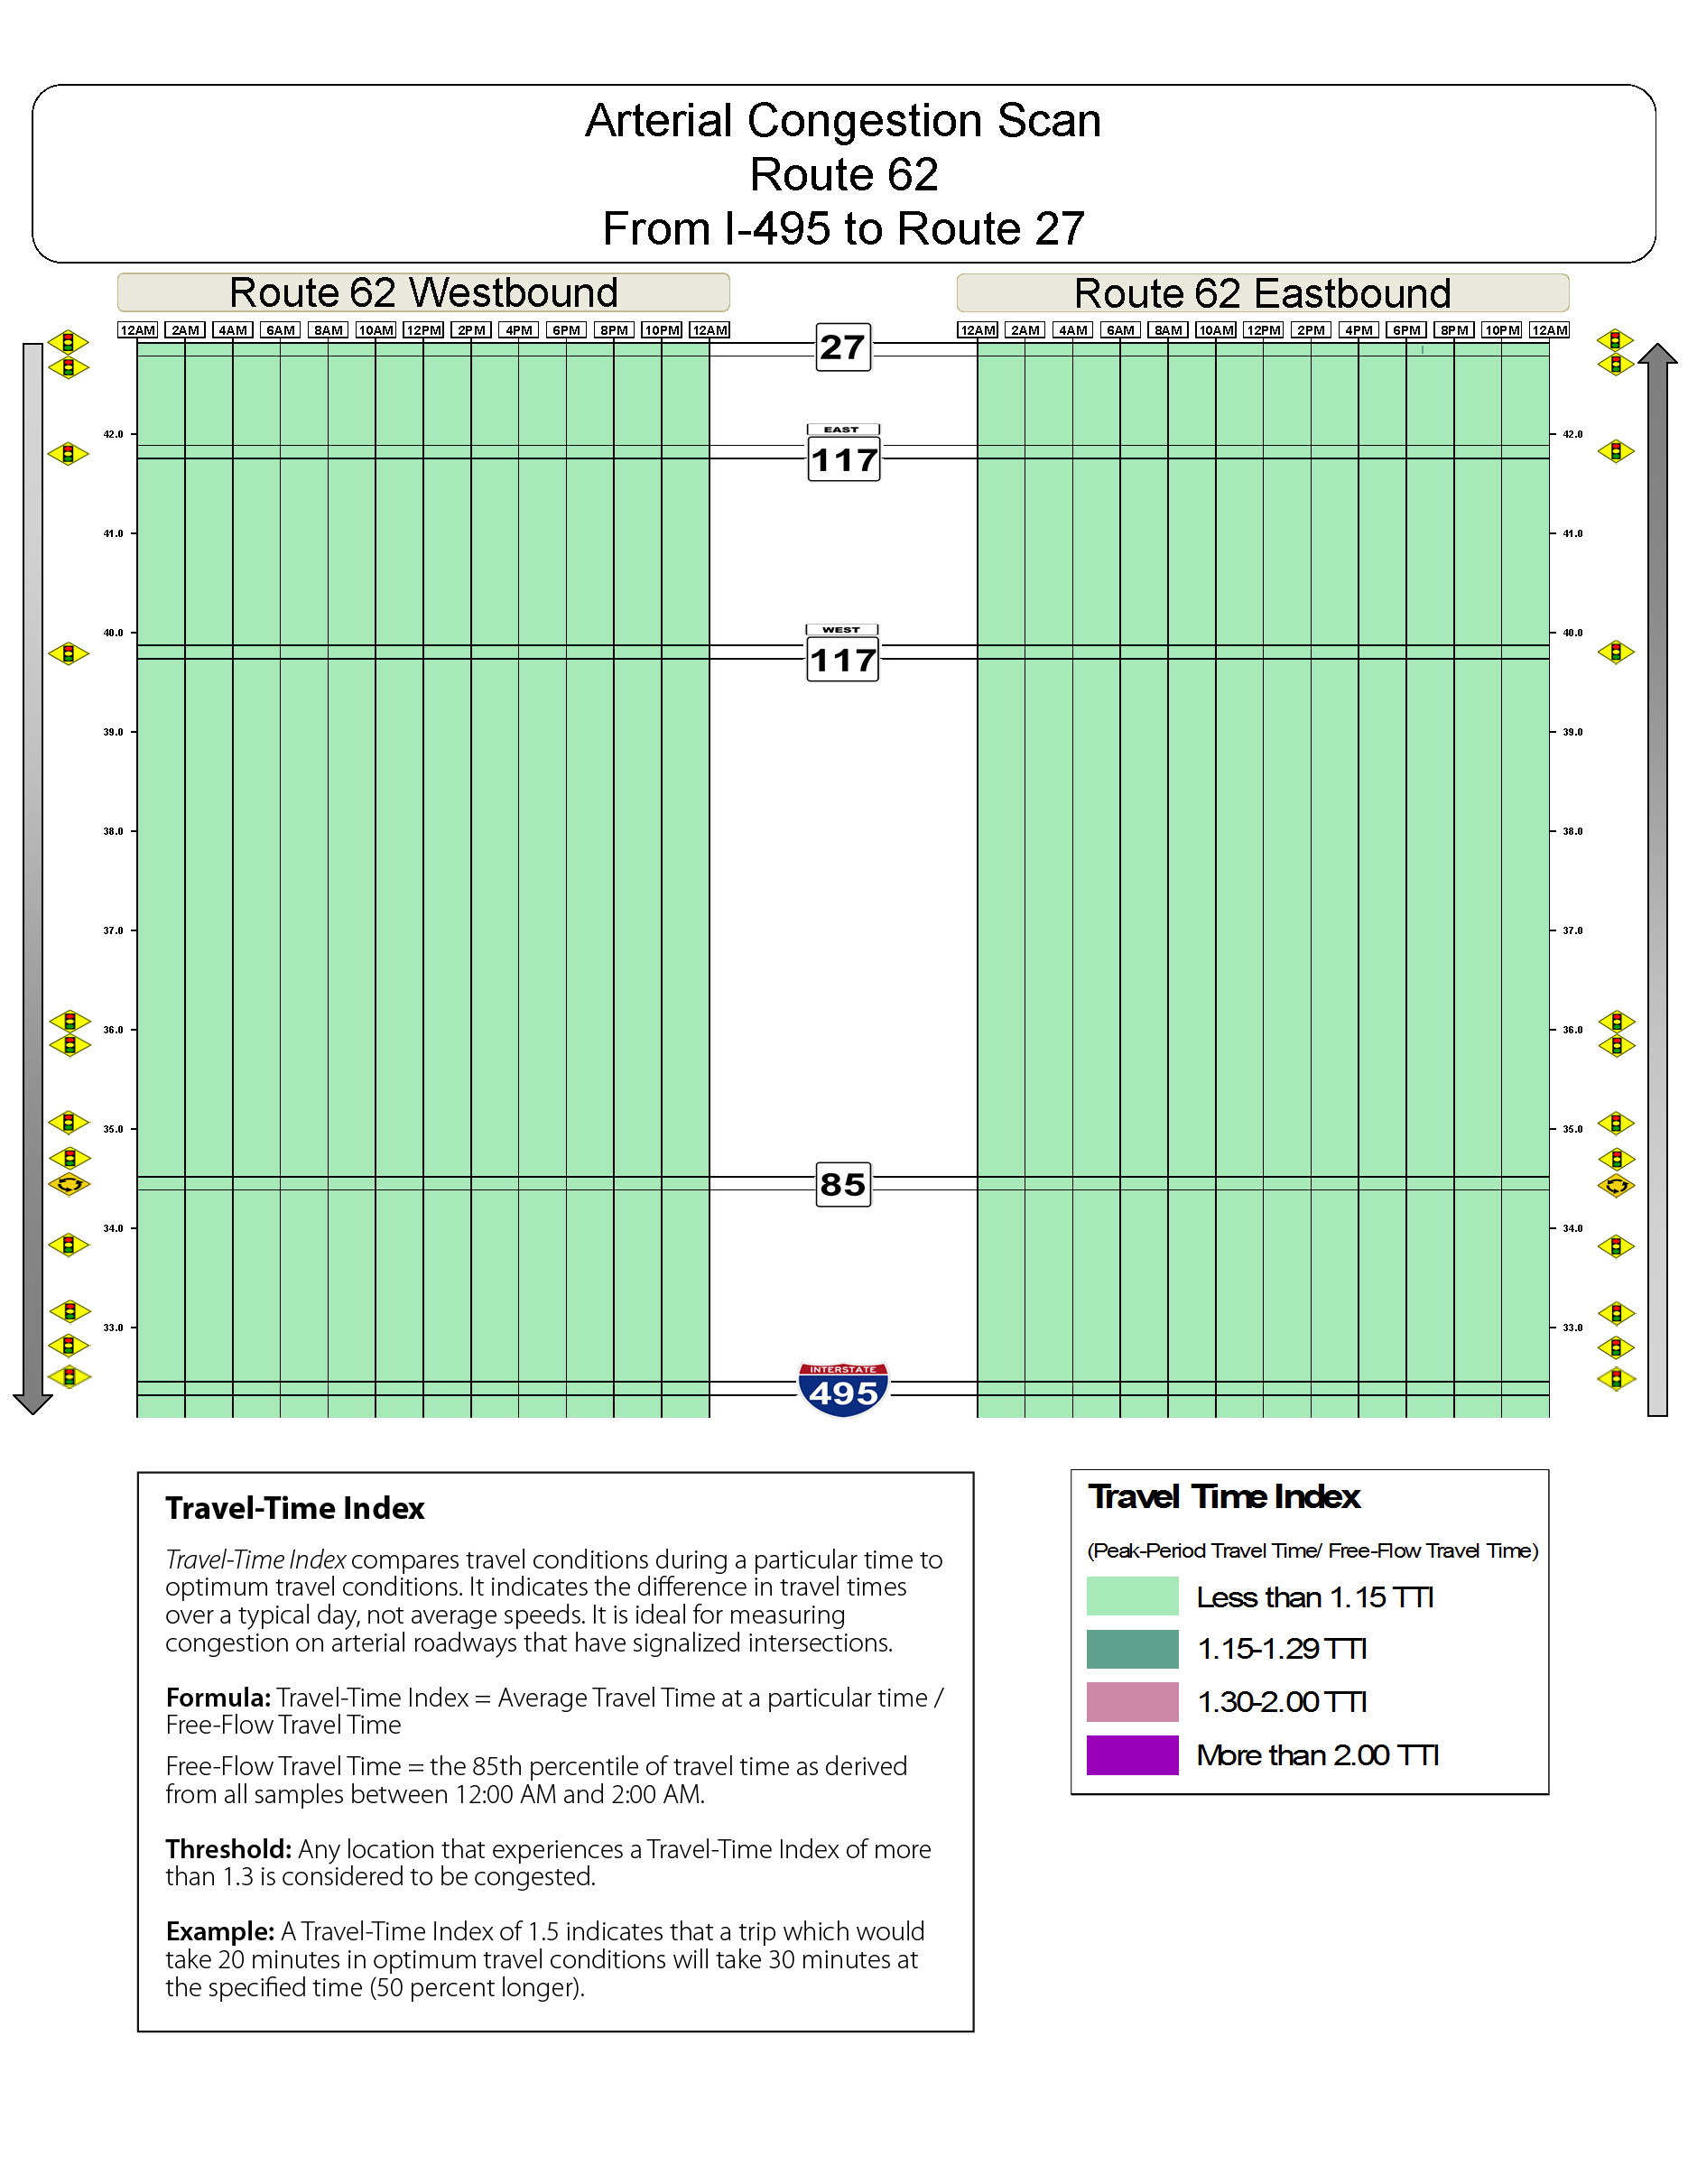 Arterial Congestion Scan
Route 62
From I-495 to Route 27
Route 62 Westbound
Route 62 Eastbound
12AM 2AM 4AM 6AM 8AM 10AM 12PM 2PM 4PM 6PM 8PM 10PM 12AM
12AM 2AM 4AM 6AM 8AM 10AM 12PM 2PM 4PM 6PM 8PM 10PM 12AM
27
EAST
42.0 42.0
117
41.0 41.0
WEST
40.0 40.0
117
39.0 39.0
38.0 38.0
37.0 37.0
36.0 36.0
35.0 35.0
85
34.0 34.0
33.0 33.0
INTERSTATE
495
Travel-Time Index
Travel-Time Index compares travel conditions during a particular time to
optimum travel conditions. It indicates the difference in travel times
over a typical day, not average speeds. It is ideal for measuring
congestion on arterial roadways that have signalized intersections.
Formula: Travel-Time Index = Average Travel Time at a particular time /
Free-Flow Travel Time
Free-Flow Travel Time = the 85th percentile of travel time as derived
from all samples between 12:00 AM and 2:00 AM.
Threshold: Any location that experiences a Travel-Time Index of more
than 1.3 is considered to be congested.
Example: A Travel-Time Index of 1.5 indicates that a trip which would
take 20 minutes in optimum travel conditions will take 30 minutes at
the specified time (50 percent longer).
Travel Time Index
(Peak-Period Travel Time/ Free-Flow Travel Time)
Less than 1.15 TTI
1.15-1.29 TTI
1.30-2.00 TTI
More than 2.00 TTI